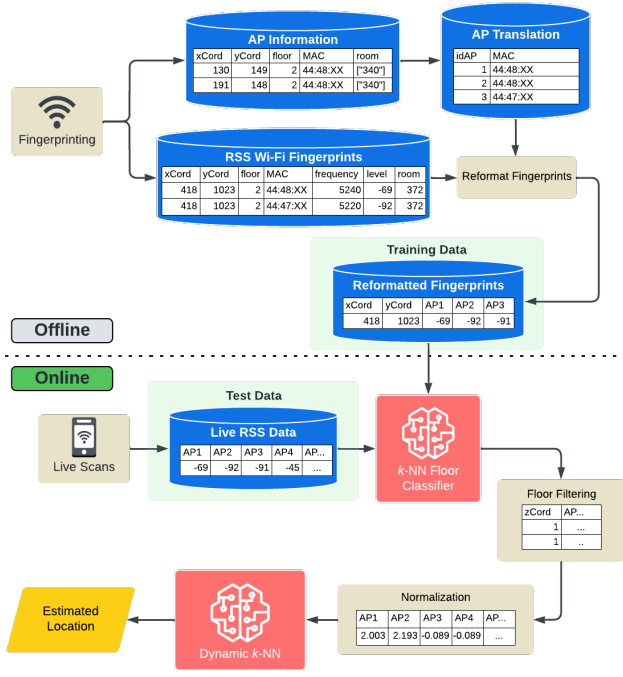 AP Information
xCord yCord floor MAC room
130 149 2 44:48:XX ["340"]
191 148 2 44:48:XX ["340"]
AP Translation
idAP MAC
1 44:48:XX
2 44:48:XX
3 44:47:XX
Fingerprinting
RSS Wi-Fi Fingerprints
xCord yCord floor MAC frequency level room
418 1023 2 44:48:XX 5240 -69 372
418 1023 2 44:47:XX 5220 -92 372
Reformat Fingerprints
Training Data
Reformatted Fingerprints
xCord yCord AP1 AP2 AP3
418 1023 -69 -92 -91
Offline
Online
Test Data
Live RSS Data
AP1 AP2 AP3 AP4 AP...
-69 -92 -91 -45 ...
Live Scans
k-NN Floor
Classifier
Floor Filtering
zCord AP...
1 ...
1 ..
Normalization
AP1 AP2 AP3 AP4 AP...
2.003 2.193 -0.089 -0.089 ...
Dynamic k-NN
Estimated
Location